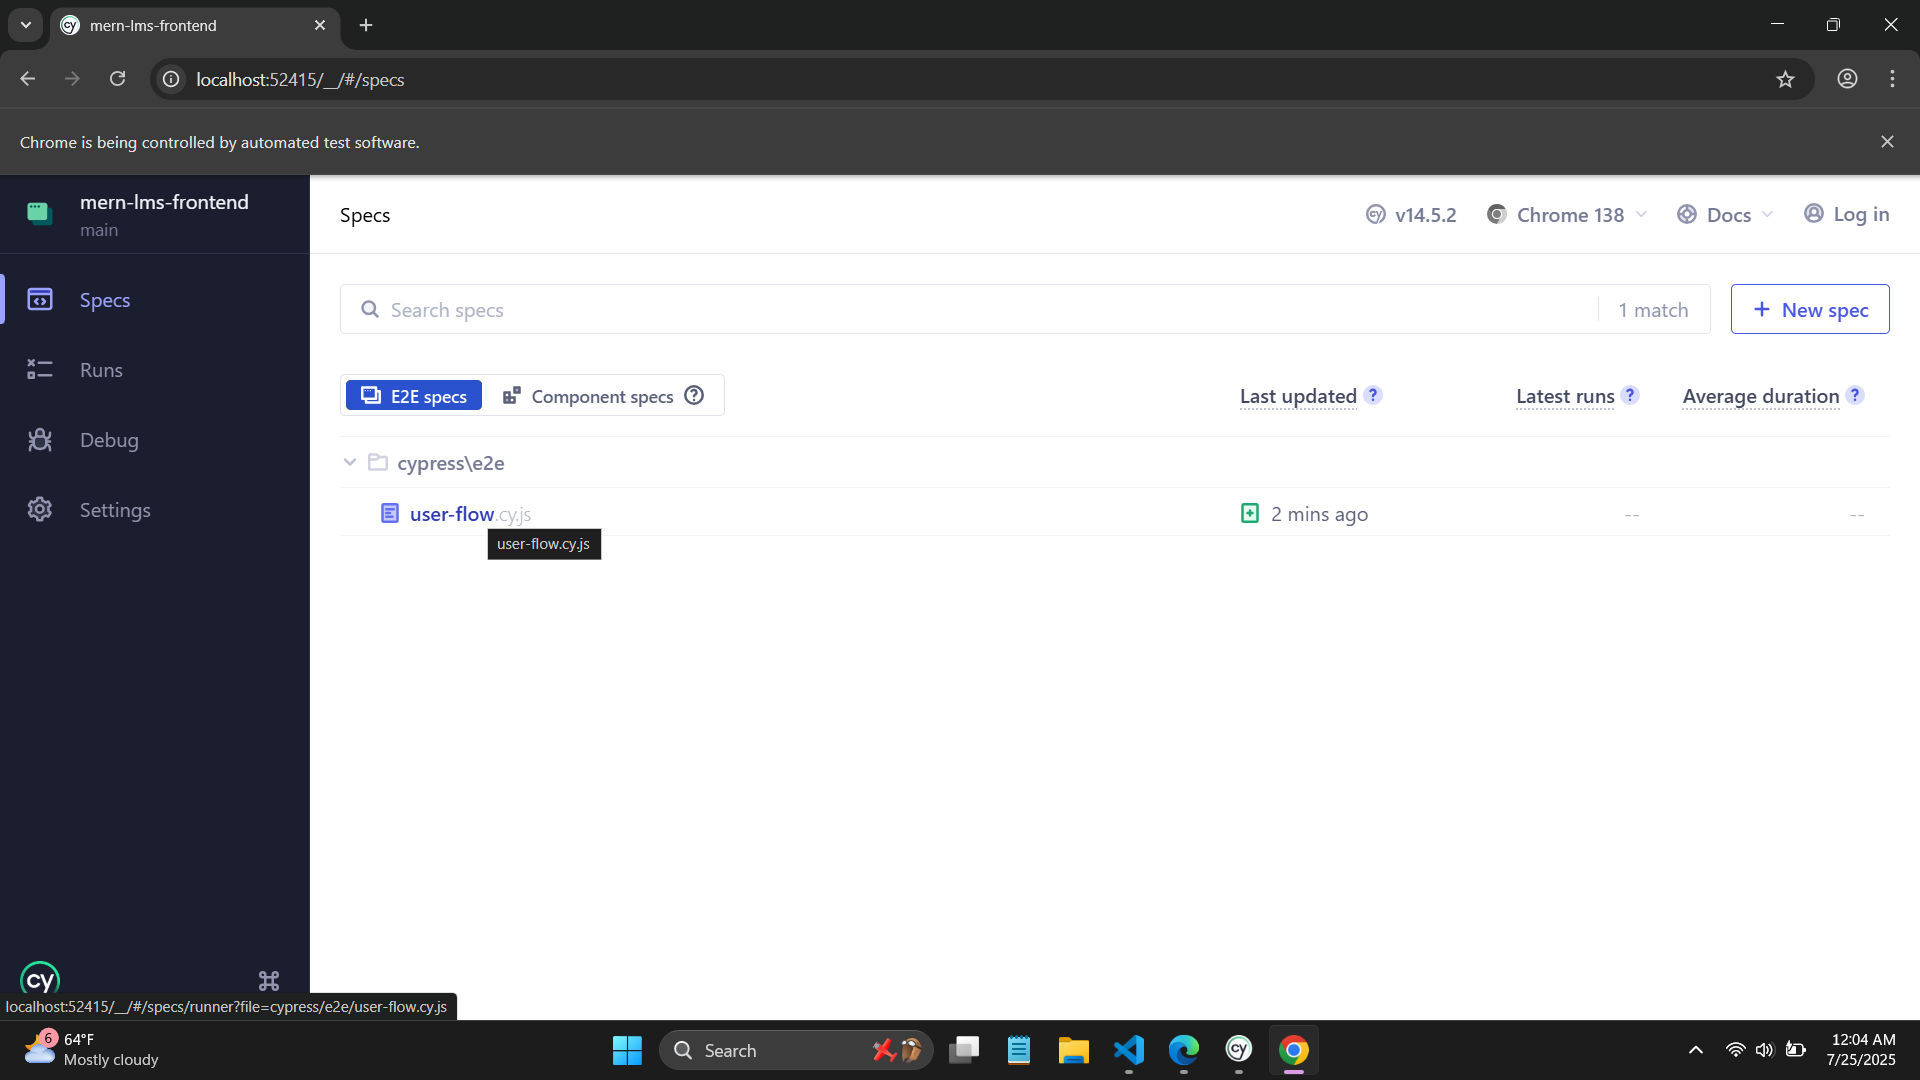 mern-lms-frontend
localhost:52415/__/#/specs
Chrome is being controlled by automated test software.
mern-lms-frontend
main
Specs
Runs
Debug
Settings
cy
Specs
cy v14.5.2
Chrome 138
Docs
Log in
Search specs
1 match
+ New spec
E2E specs
Component specs ?
Last updated ?
Latest runs ?
Average duration ?
cypress\e2e
user-flow.cy.js
2 mins ago
--
--
user-flow.cy.js
localhost:52415/__/#/specs/runner?file=cypress/e2e/user-flow.cy.js
6
64°F
Mostly cloudy
Search
cy
12:04 AM
7/25/2025